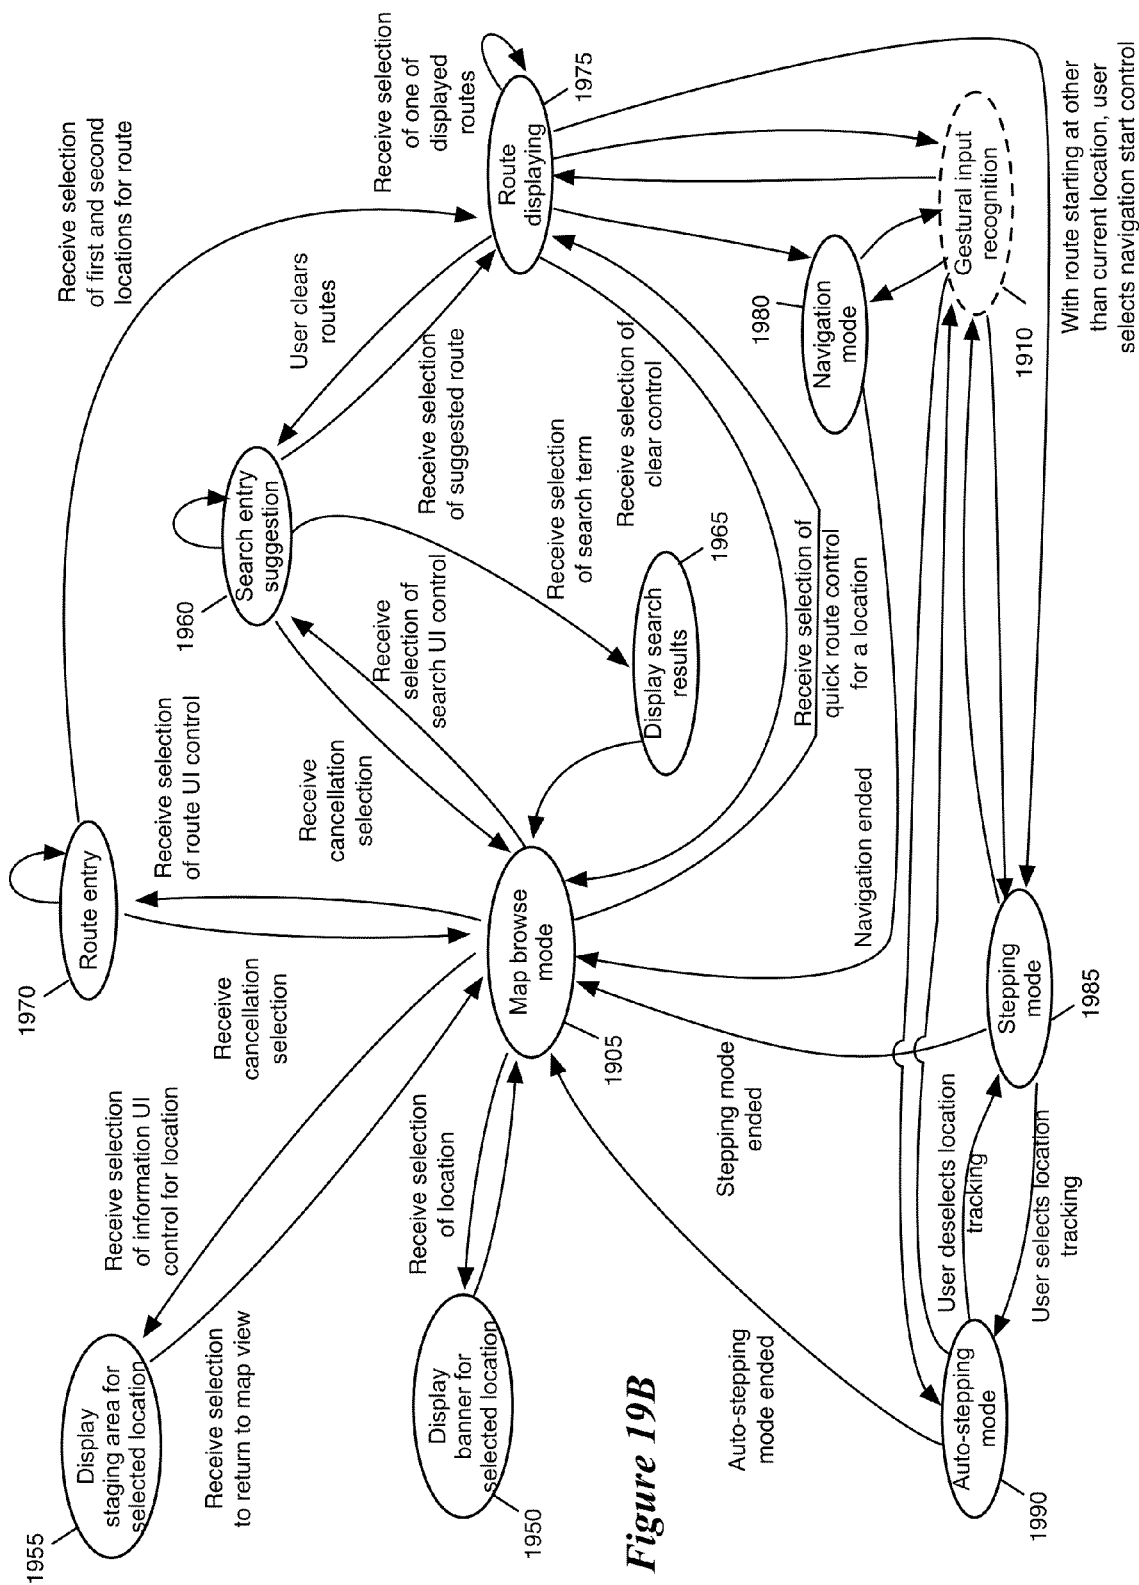 1955
Display
staging area for
selected location
Receive selection
of information UI
control for location
Receive selection
to return to map view
Receive
cancellation
selection
1970
Route entry
Receive selection
of route UI control
Receive selection
of first and second
locations for route
1960
Search entry
suggestion
Receive
cancellation
selection
Receive
selection of
search UI control
User clears
routes
Receive selection
of suggested route
Receive selection
of one of
displayed
routes
1975
Route
displaying
Receive selection
of search term
Receive selection of
clear control
1965
Display search
results
Receive selection of
quick route control
for a location
Display
banner for
selected location
1950
Receive selection
of location
Map browse
mode
1905
Navigation ended
1980
Navigation
mode
Gestural input
recognition
1910
With route starting at other
than current location, user
selects navigation start control
Stepping mode
ended
Auto-stepping
mode ended
User deselects location
tracking
User selects location
tracking
Stepping
mode
1985
Auto-stepping
mode
1990
Figure 19B